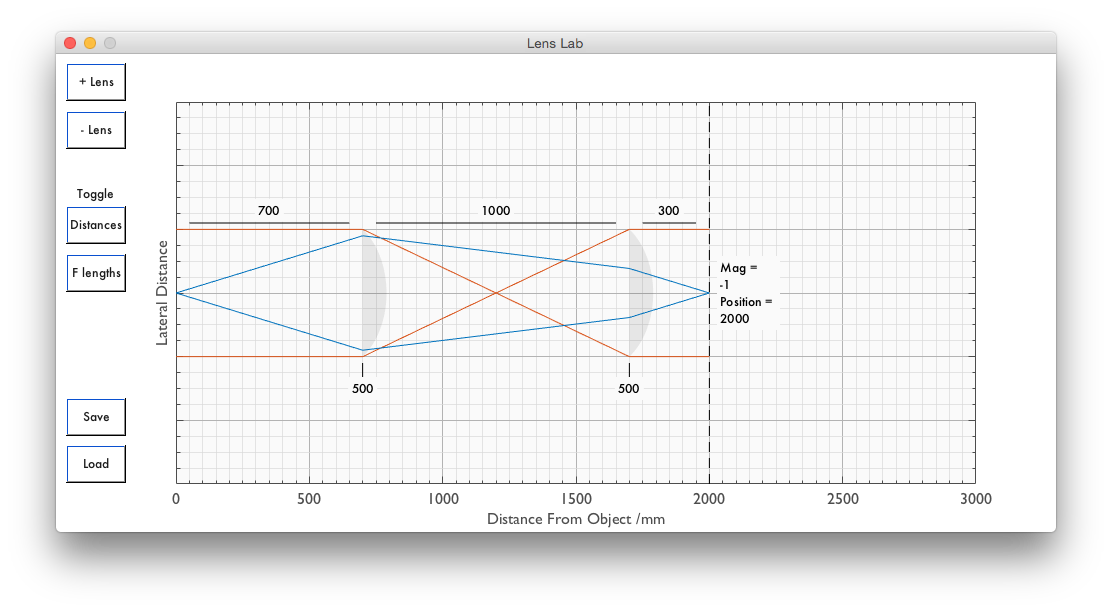 Lens Lab
+ Lens
- Lens
Toggle
Distances
F lengths
Save
Load
Lateral Distance
700
1000
300
Mag =
-1
Position =
2000
500
500
0
500
1000
1500
2000
2500
3000
Distance From Object /mm